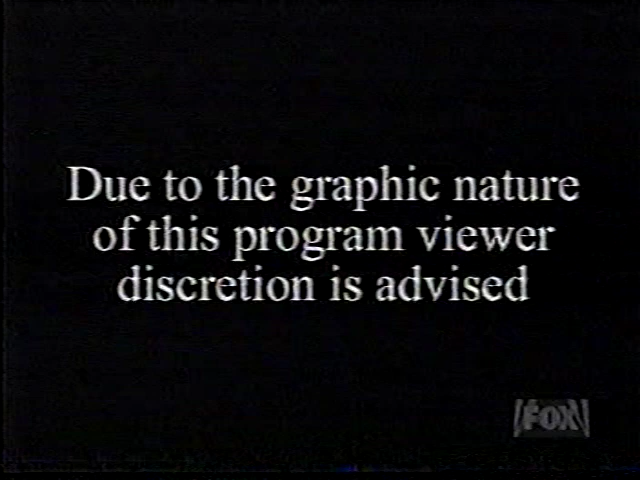 Due to the graphic nature
of this program viewer
discretion is advised
FOX